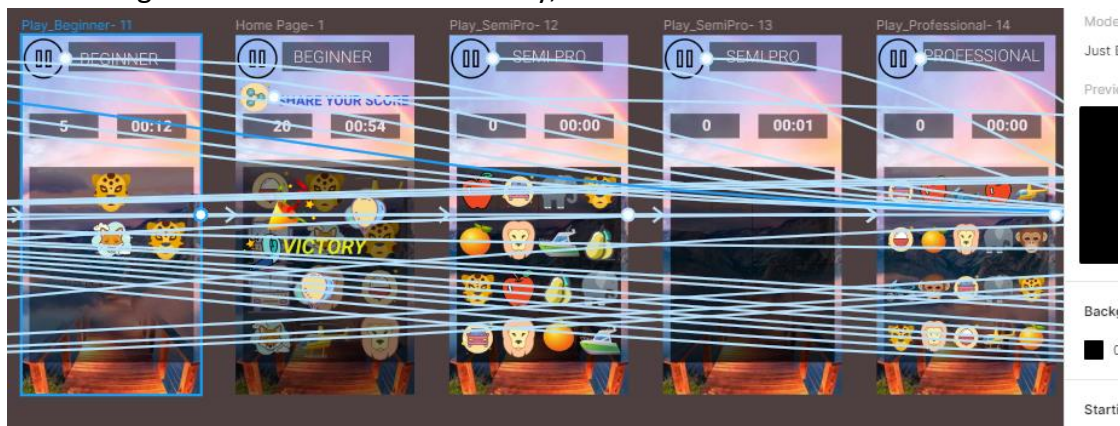 Play_Beginner- 11
Home Page- 1
Play_SemiPro- 12
Play_SemiPro- 13
Play_Professional- 14
BEGINNER
BEGINNER
SEMI PRO
SEMI PRO
PROFESSIONAL
SHARE YOUR SCORE
5 00:12
20 00:54
0 00:00
0 00:01
0 00:00
VICTORY
Just